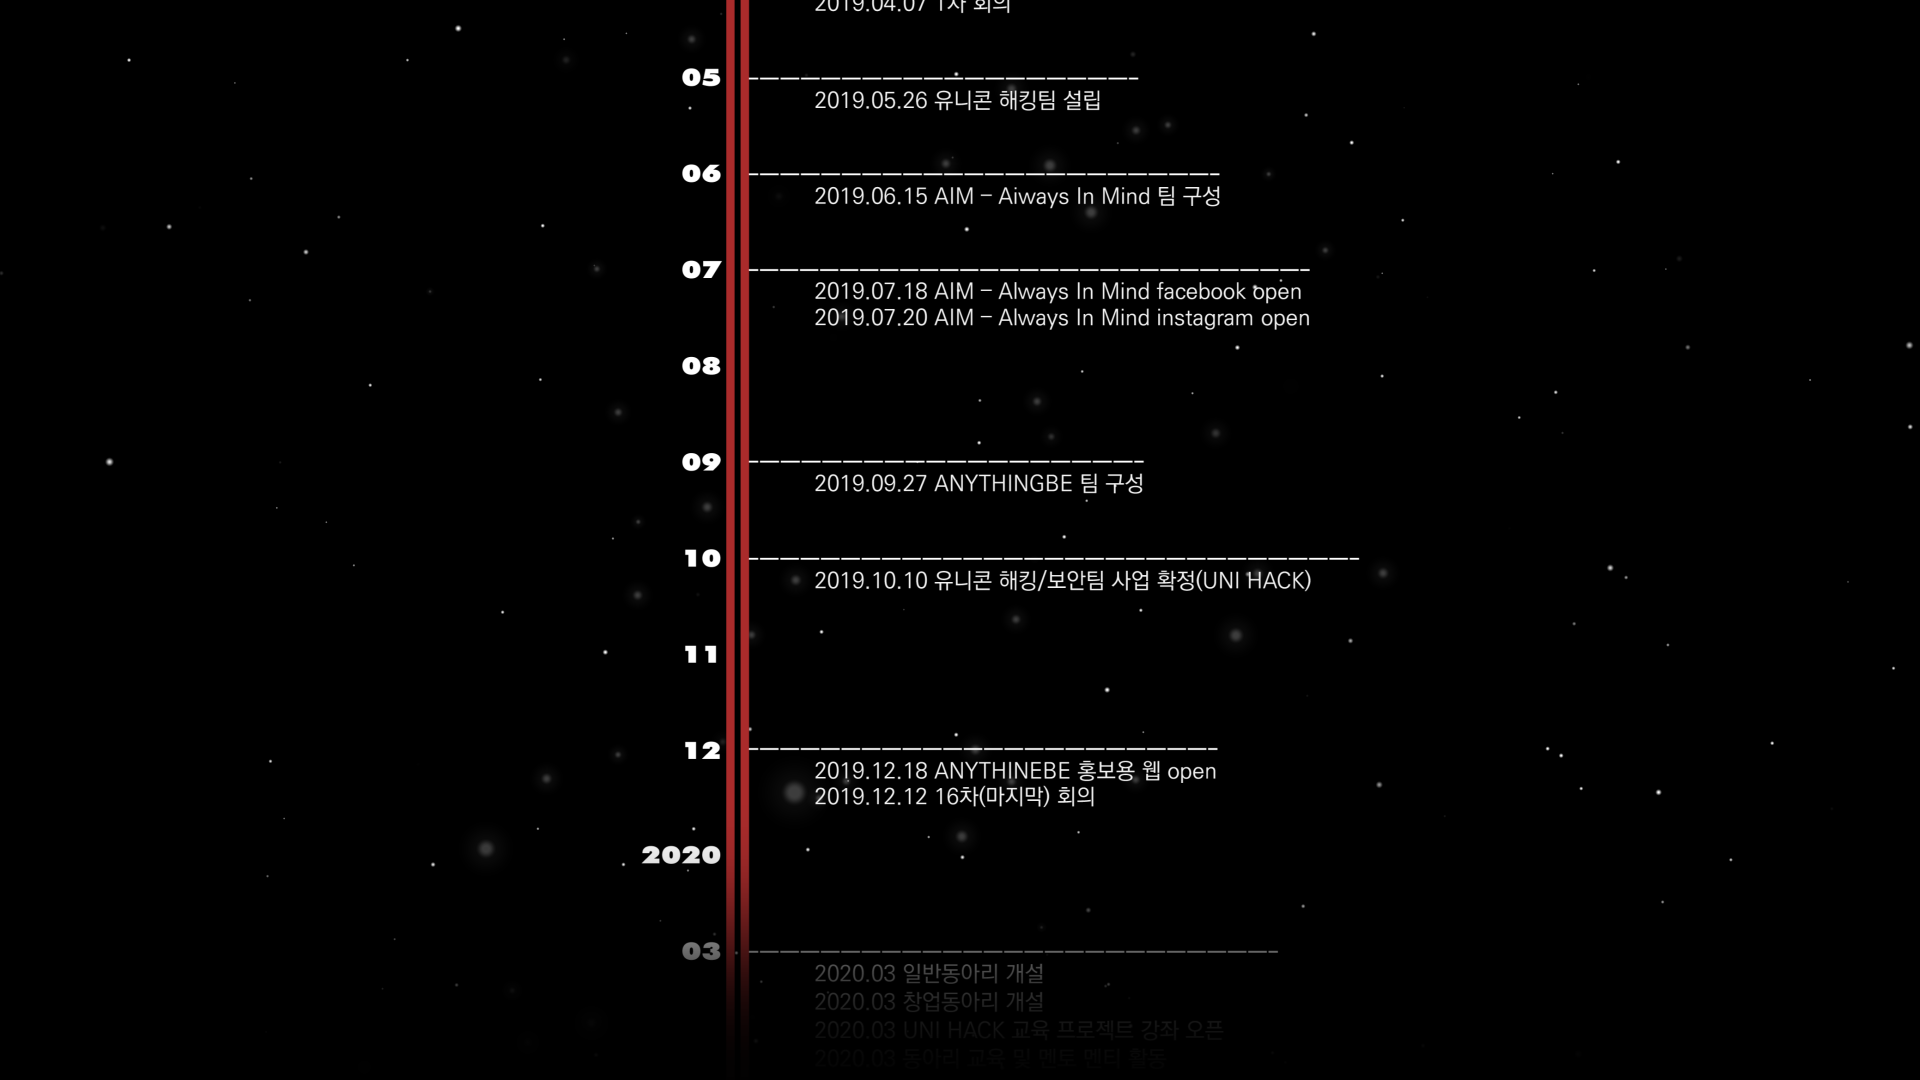 2019.04.07 1차 회의
05
2019.05.26 유니콘 해킹팀 설립
06
2019.06.15 AIM – Aiways In Mind 팀 구성
07
2019.07.18 AIM – Always In Mind facebook open
2019.07.20 AIM – Always In Mind instagram open
08
09
2019.09.27 ANYTHINGBE 팀 구성
10
2019.10.10 유니콘 해킹/보안팀 사업 확정(UNI HACK)
11
12
2019.12.18 ANYTHINEBE 홍보용 웹 open
2019.12.12 16차(마지막) 회의
2020
03
2020.03 일반동아리 개설
2020.03 창업동아리 개설
2020.03 UNI HACK 교육 프로젝트 강좌 오픈
2020.03 동아리 교육 및 멘토 멘티 활동